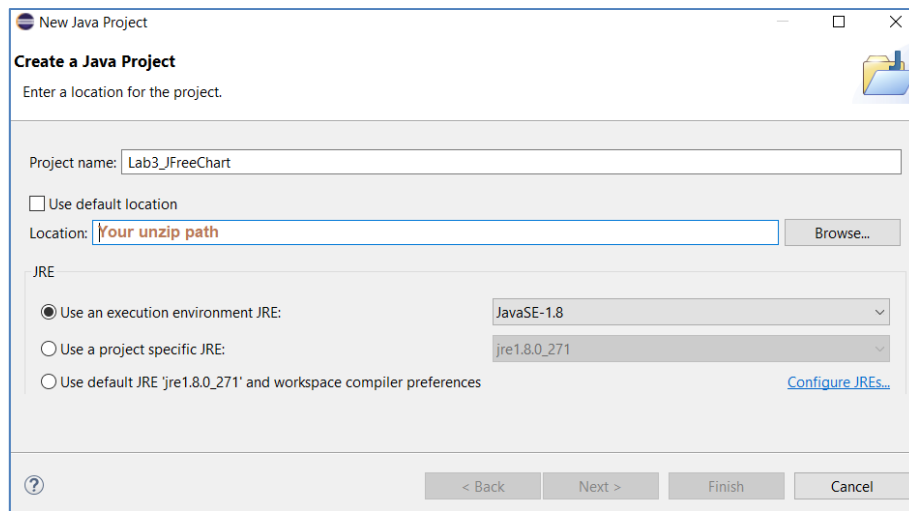 New Java Project
Create a Java Project
Enter a location for the project.
Project name: Lab3_JFreeChart
Use default location
Location: Your unzip path Browse...
JRE
Use an execution environment JRE: JavaSE-1.8
Use a project specific JRE: jre1.8.0_271
Use default JRE 'jre1.8.0_271' and workspace compiler preferences Configure JREs...
? < Back Next > Finish Cancel